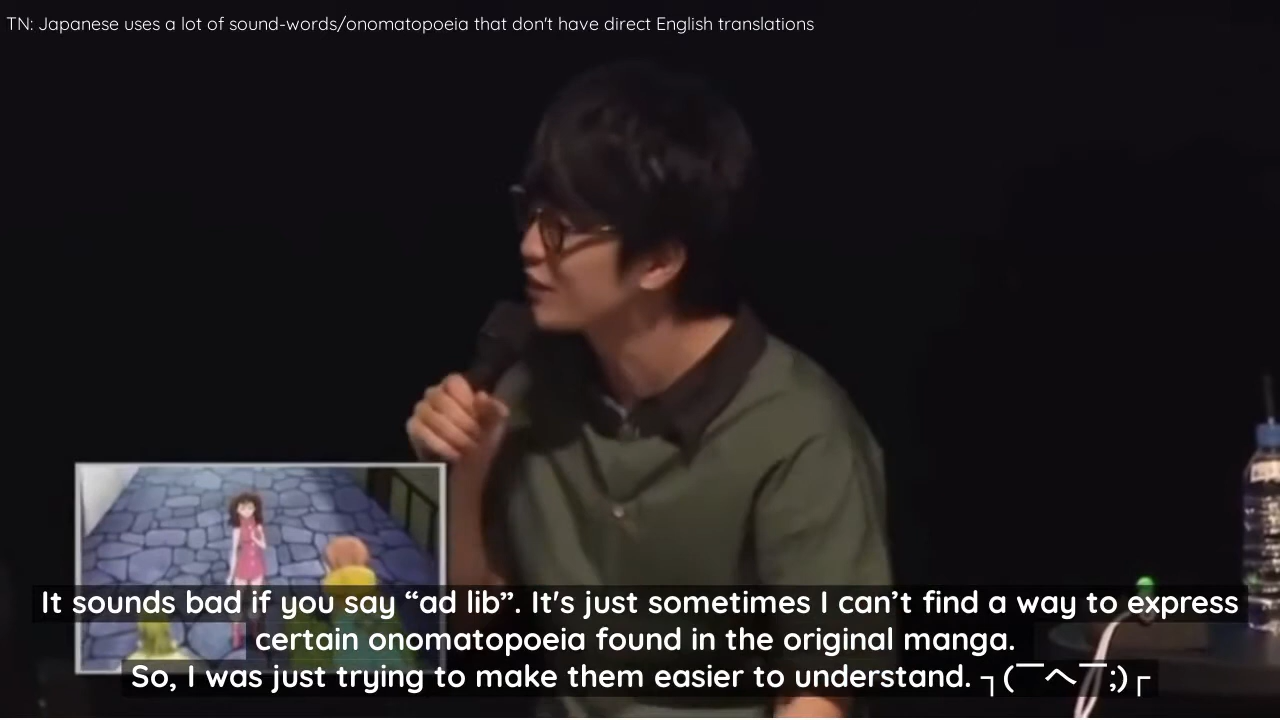 TN: Japanese uses a lot of sound-words/onomatopoeia that don't have direct English translations
It sounds bad if you say “ad lib”. It's just sometimes I can’t find a way to express
certain onomatopoeia found in the original manga.
So, I was just trying to make them easier to understand. ┐(￣ヘ￣;)┌